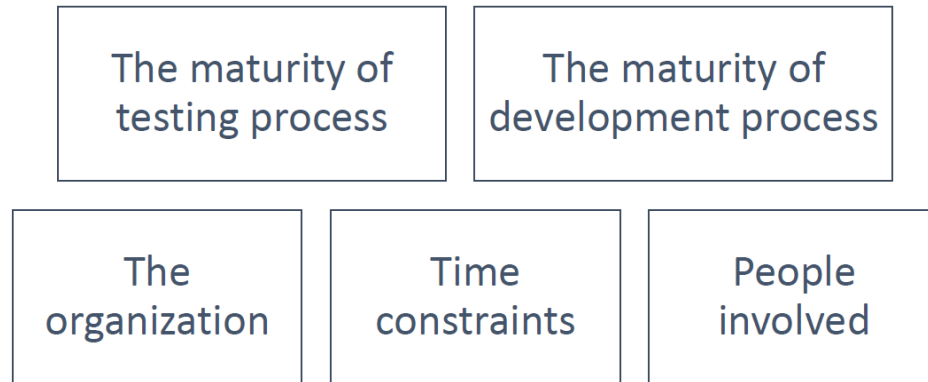 The maturity of
testing process
The maturity of
development process
The
organization
Time
constraints
People
involved